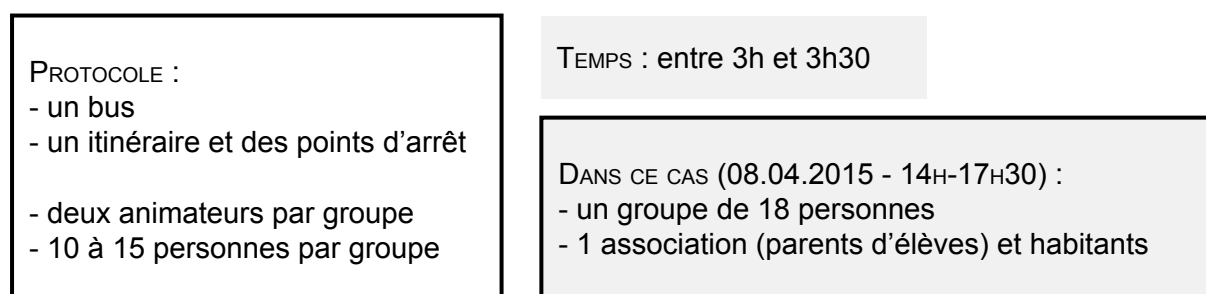 PROTOCOLE :
- un bus
- un itinéraire et des points d’arrêt
- deux animateurs par groupe
- 10 à 15 personnes par groupe
TEMPS : entre 3h et 3h30
DANS CE CAS (08.04.2015 - 14H-17H30) :
- un groupe de 18 personnes
- 1 association (parents d’élèves) et habitants